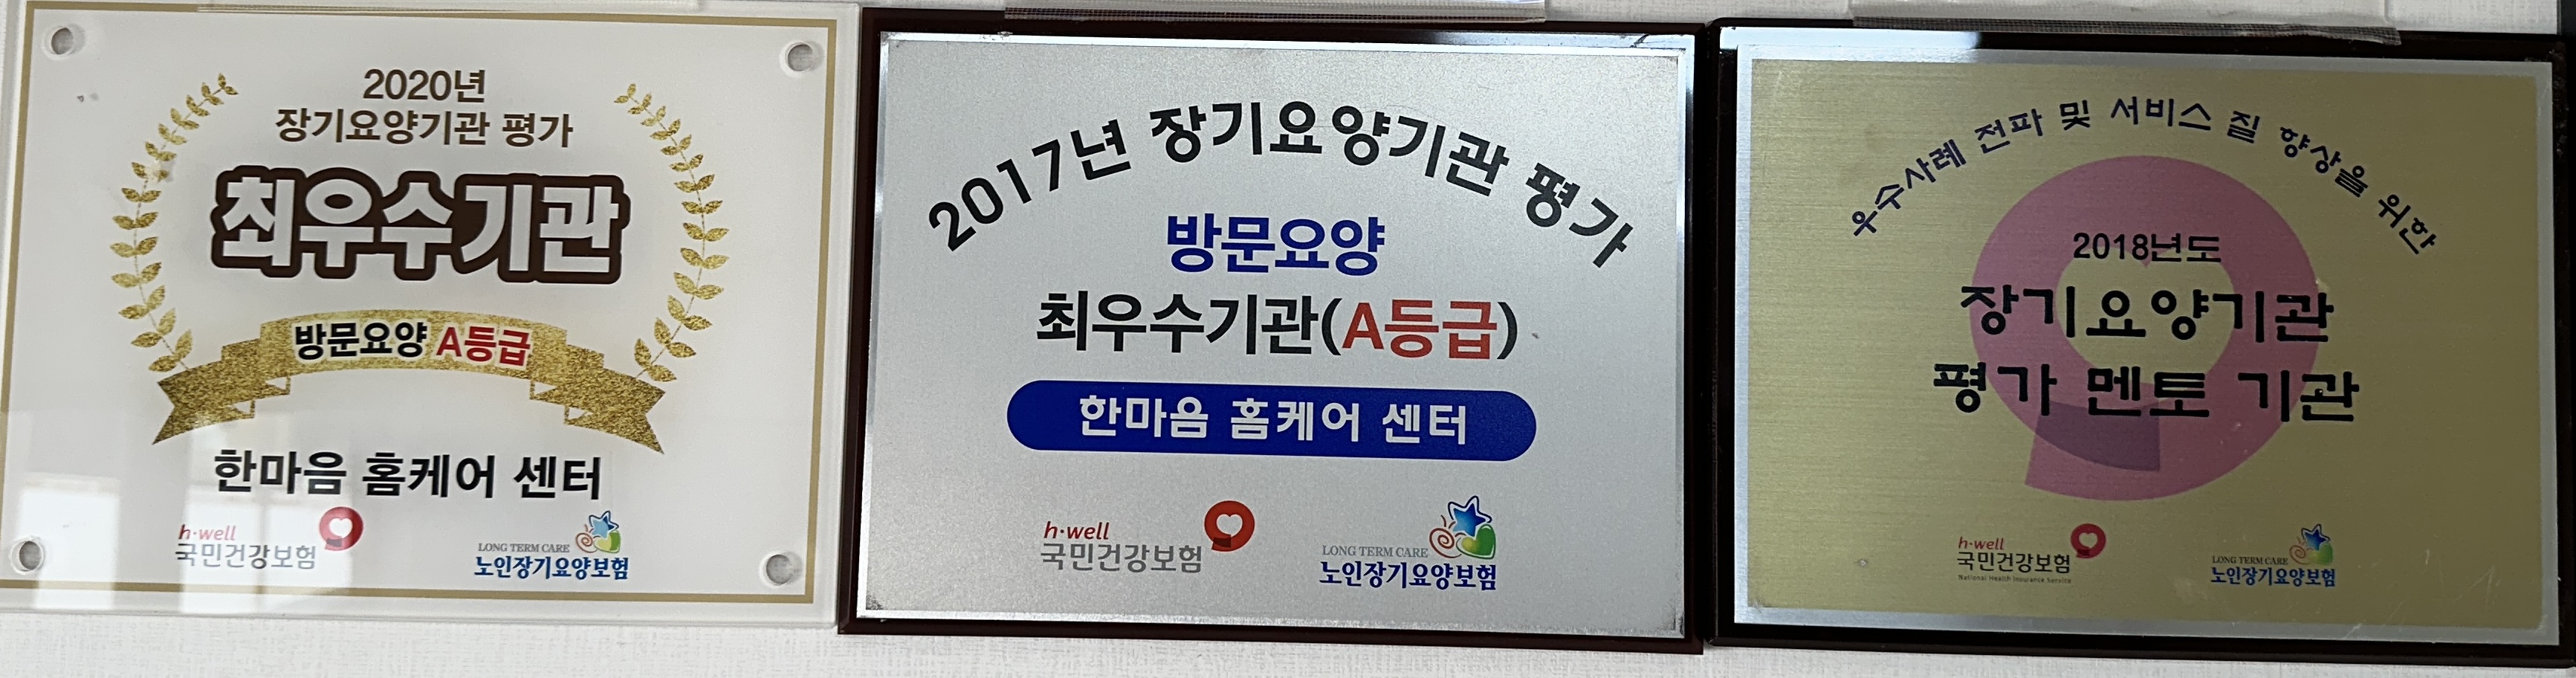 2020년
장기요양기관 평가
최우수기관
방문요양 A등급
한마음 홈케어 센터
h·well
국민건강보험
LONG TERM CARE
노인장기요양보험
2017년 장기요양기관 평가
방문요양
최우수기관(A등급)
한마음 홈케어 센터
h·well
국민건강보험
LONG TERM CARE
노인장기요양보험
우수사례 전파 및 서비스 질 향상을 위한
2018년도
장기요양기관
평가 멘토 기관
h·well
국민건강보험
National Health Insurance Service
LONG TERM CARE
노인장기요양보험